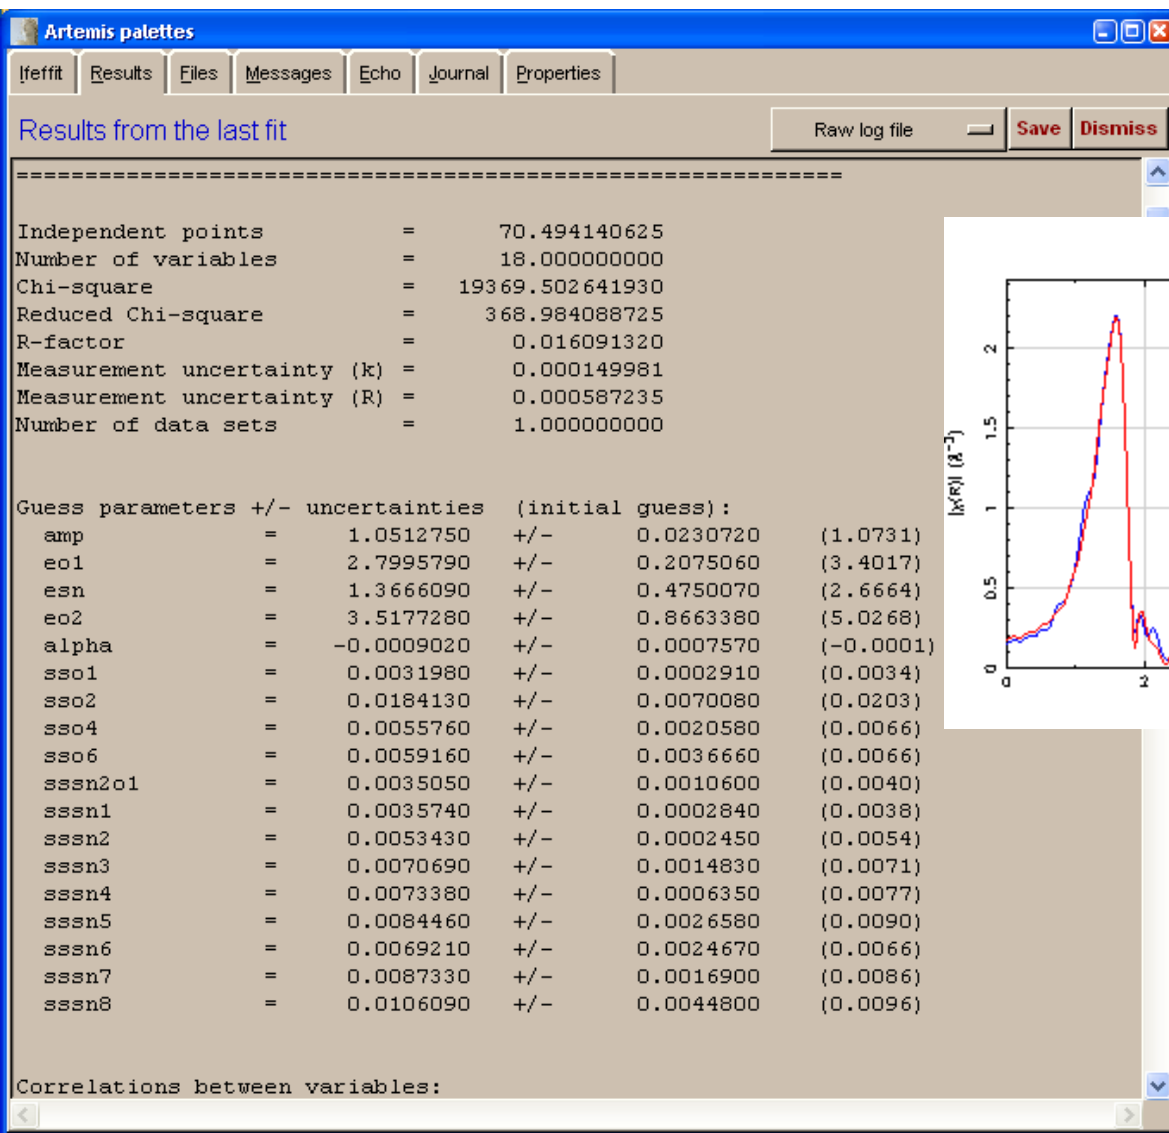 Artemis palettes
Ifeffit Results Files Messages Echo Journal Properties
Results from the last fit Raw log file Save Dismiss
============================================================
Independent points = 70.494140625
Number of variables = 18.000000000
Chi-square = 19369.502641930
Reduced Chi-square = 368.984088725
R-factor = 0.016091320
Measurement uncertainty (k) = 0.000149981
Measurement uncertainty (R) = 0.000587235
Number of data sets = 1.000000000
Guess parameters +/- uncertainties (initial guess):
amp = 1.0512750 +/- 0.0230720 (1.0731)
eo1 = 2.7995790 +/- 0.2075060 (3.4017)
esn = 1.3666090 +/- 0.4750070 (2.6664)
eo2 = 3.5177280 +/- 0.8663380 (5.0268)
alpha = -0.0009020 +/- 0.0007570 (-0.0001)
sso1 = 0.0031980 +/- 0.0002910 (0.0034)
sso2 = 0.0184130 +/- 0.0070080 (0.0203)
sso4 = 0.0055760 +/- 0.0020580 (0.0066)
sso6 = 0.0059160 +/- 0.0036660 (0.0066)
sssn2o1 = 0.0035050 +/- 0.0010600 (0.0040)
sssn1 = 0.0035740 +/- 0.0002840 (0.0038)
sssn2 = 0.0053430 +/- 0.0002450 (0.0054)
sssn3 = 0.0070690 +/- 0.0014830 (0.0071)
sssn4 = 0.0073380 +/- 0.0006350 (0.0077)
sssn5 = 0.0084460 +/- 0.0026580 (0.0090)
sssn6 = 0.0069210 +/- 0.0024670 (0.0066)
sssn7 = 0.0087330 +/- 0.0016900 (0.0086)
sssn8 = 0.0106090 +/- 0.0044800 (0.0096)
Correlations between variables:
|χ(R)| (Å⁻³)
2
1.5
1
0.5
0
0 2